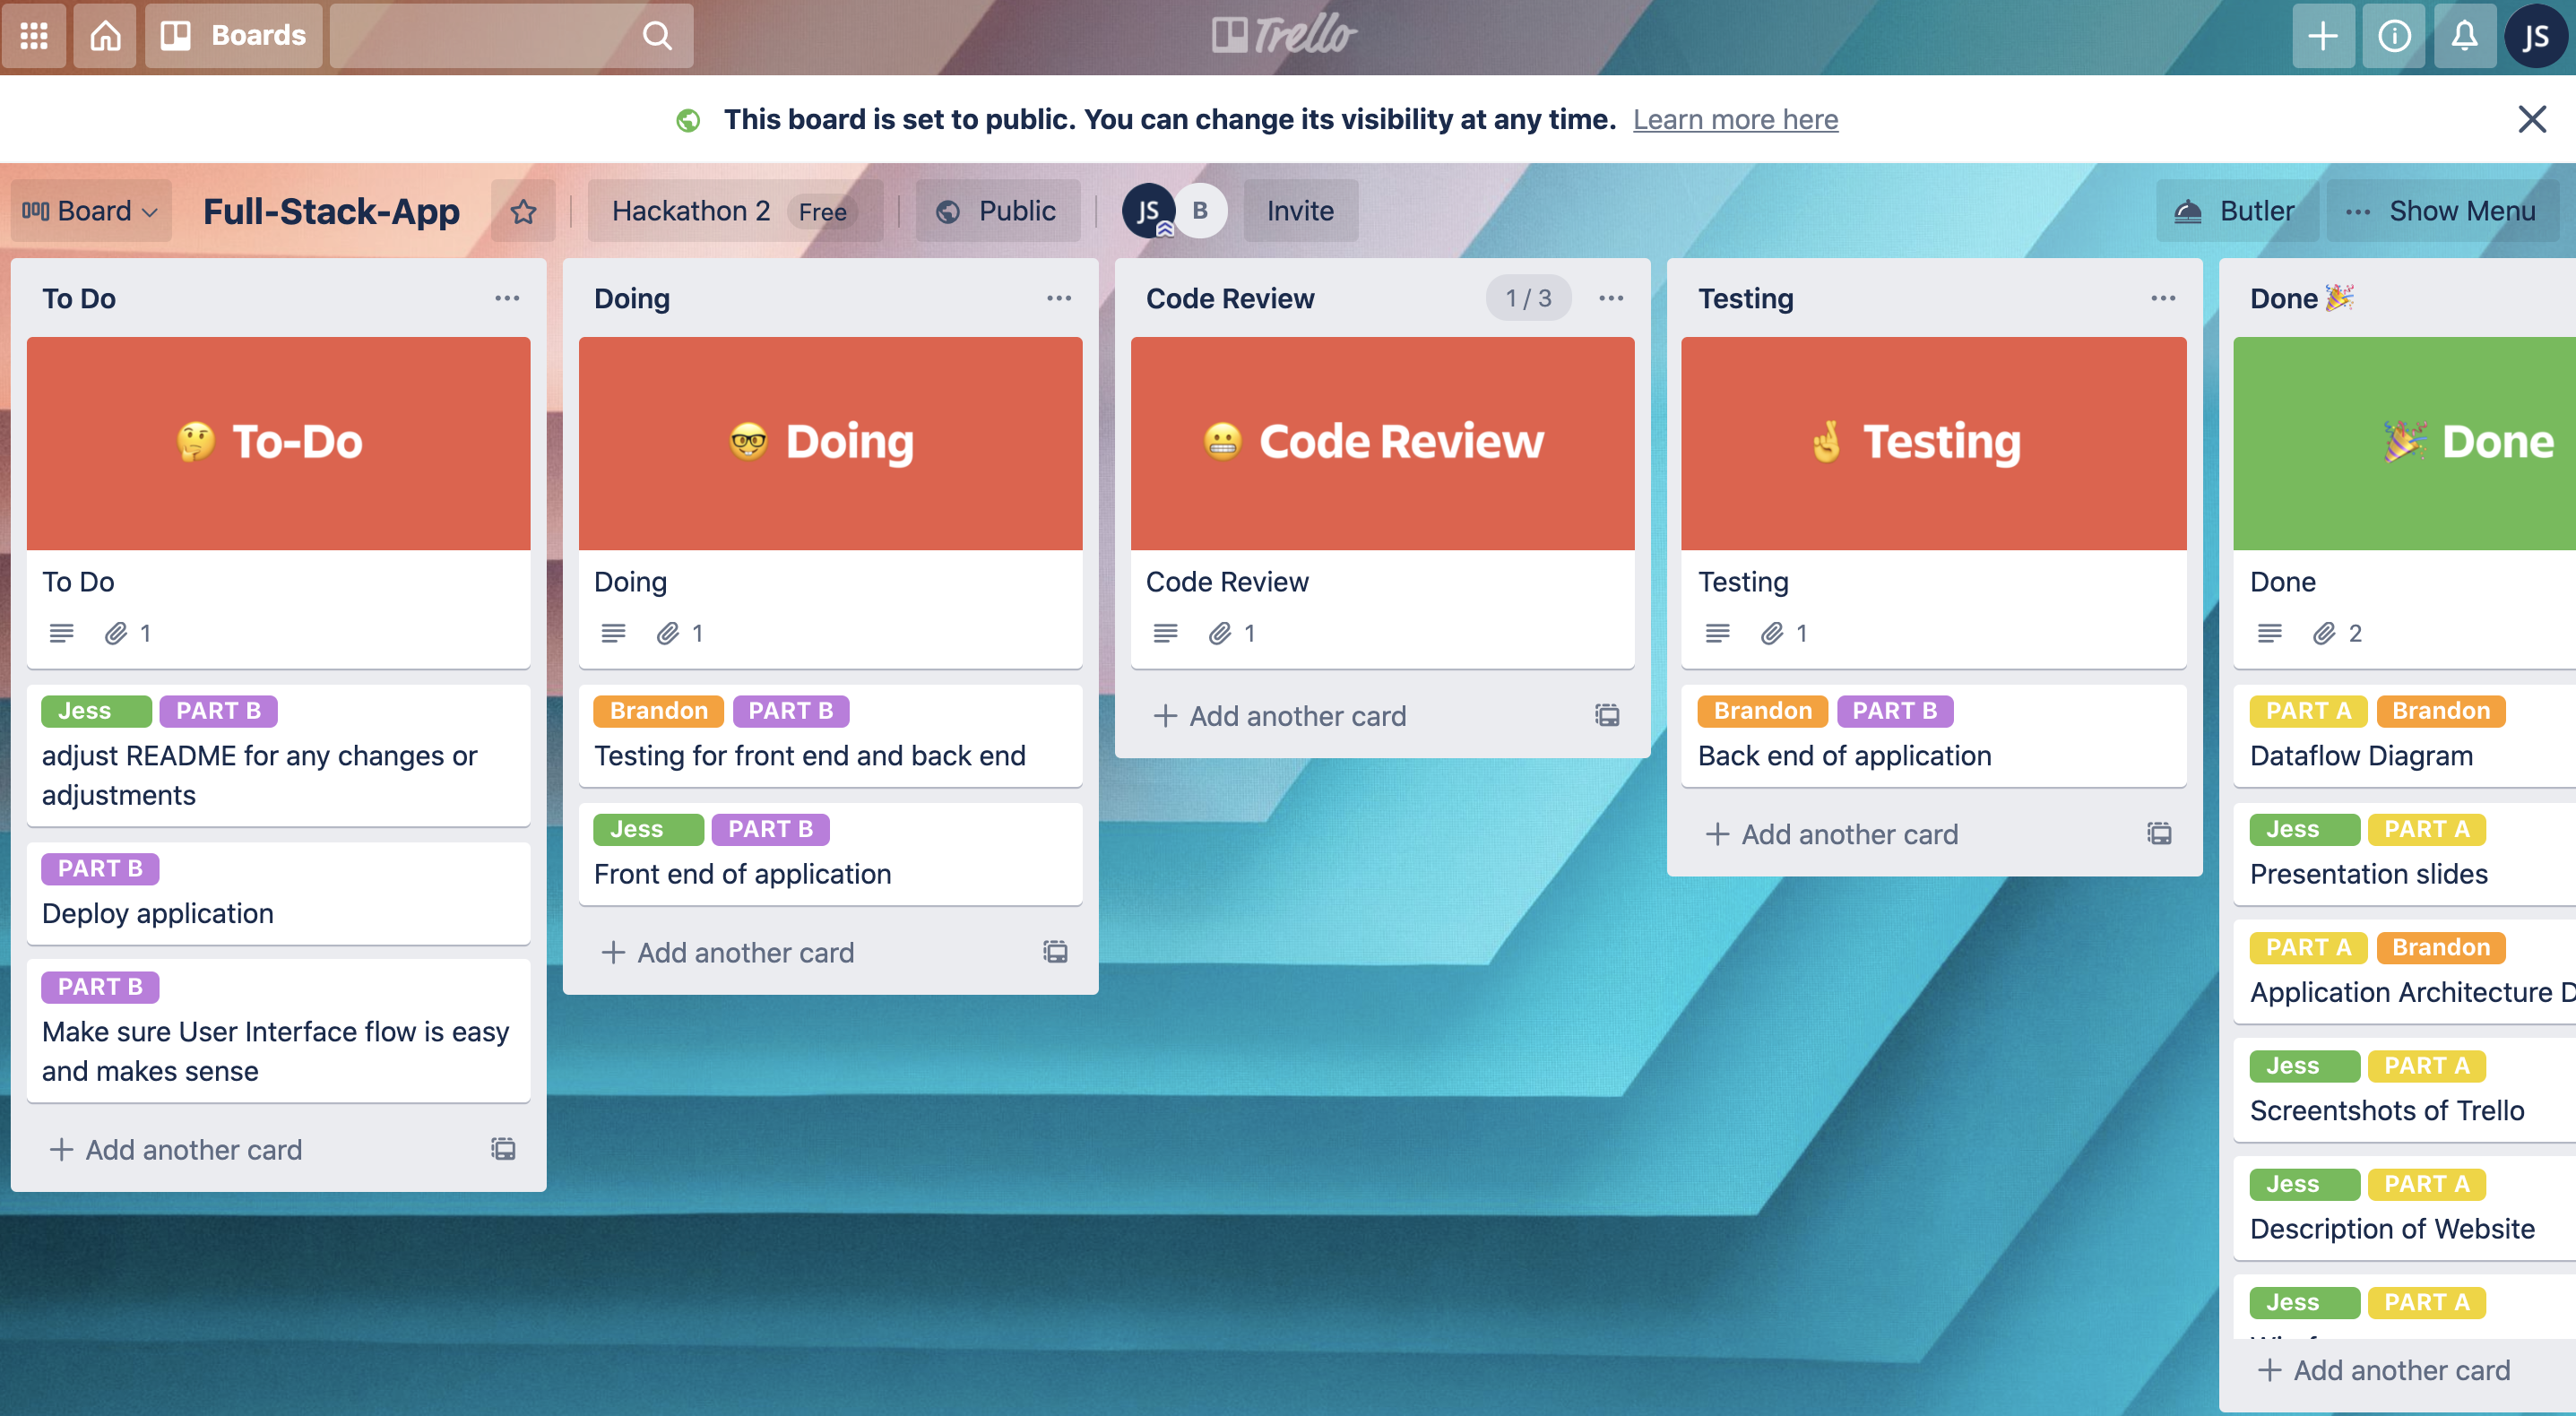 Boards
Trello
JS
This board is set to public. You can change its visibility at any time. Learn more here
Board
Full-Stack-App
Hackathon 2 Free
Public
JS B
Invite
Butler
Show Menu
To Do
🤔 To-Do
To Do
1
Jess PART B
adjust README for any changes or
adjustments
PART B
Deploy application
PART B
Make sure User Interface flow is easy
and makes sense
+ Add another card
Doing
🤓 Doing
Doing
1
Brandon PART B
Testing for front end and back end
Jess PART B
Front end of application
+ Add another card
Code Review 1 / 3
😬 Code Review
Code Review
1
+ Add another card
Testing
🤞 Testing
Testing
1
Brandon PART B
Back end of application
+ Add another card
Done 🎉
🎉 Done
Done
2
PART A Brandon
Dataflow Diagram
Jess PART A
Presentation slides
PART A Brandon
Application Architecture D
Jess PART A
Screentshots of Trello
Jess PART A
Description of Website
Jess PART A
+ Add another card